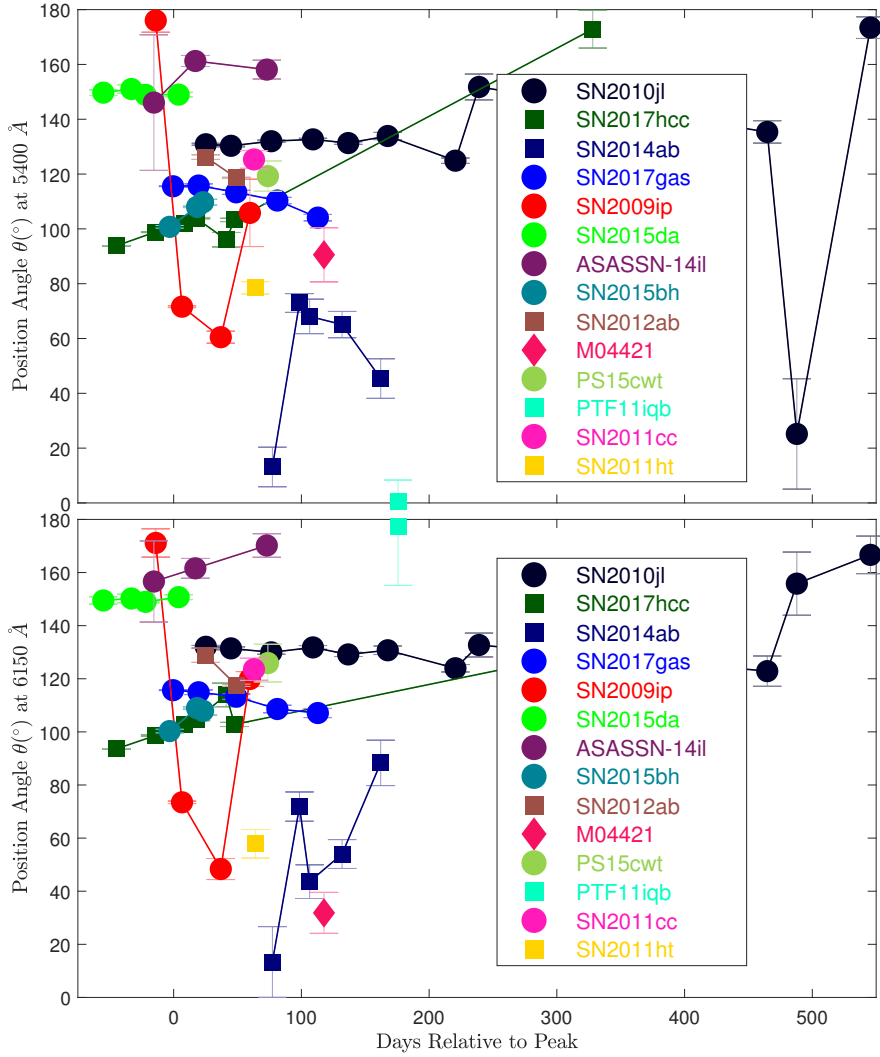 180
160
140
120
100
80
60
40
20
0
Position Angle θ(°) at 5400 Å
SN2010jl
SN2017hcc
SN2014ab
SN2017gas
SN2009ip
SN2015da
ASASSN-14il
SN2015bh
SN2012ab
M04421
PS15cwt
PTF11iqb
SN2011cc
SN2011ht
180
160
140
120
100
80
60
40
20
0
Position Angle θ(°) at 6150 Å
SN2010jl
SN2017hcc
SN2014ab
SN2017gas
SN2009ip
SN2015da
ASASSN-14il
SN2015bh
SN2012ab
M04421
PS15cwt
PTF11iqb
SN2011cc
SN2011ht
0 100 200 300 400 500
Days Relative to Peak